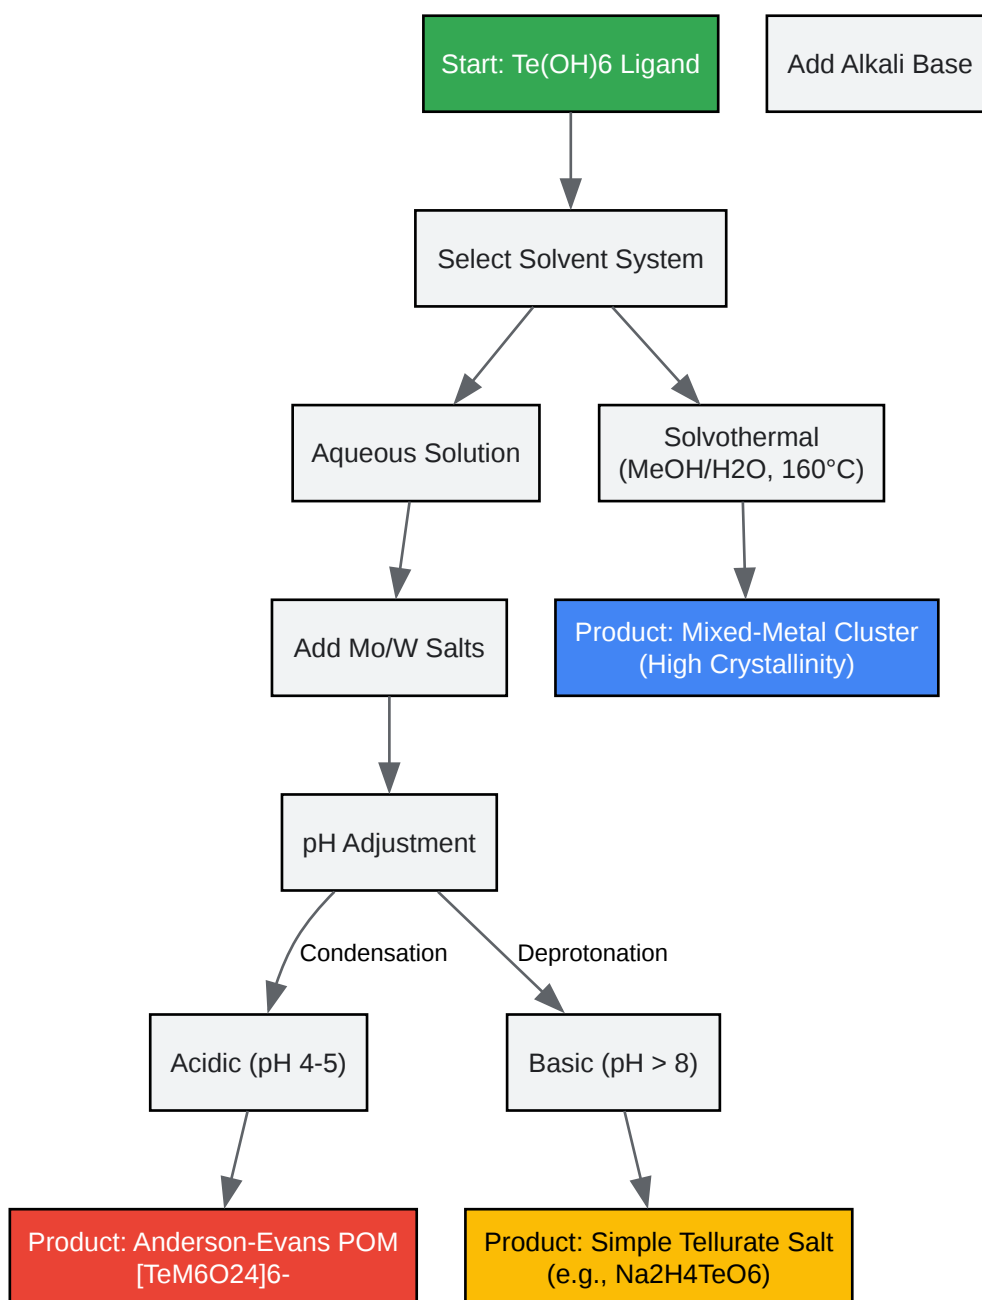 Start: Te(OH)6 Ligand
Add Alkali Base
Select Solvent System
Aqueous Solution
Solvothermal
(MeOH/H2O, 160°C)
Add Mo/W Salts
Product: Mixed-Metal Cluster
(High Crystallinity)
pH Adjustment
Condensation
Deprotonation
Acidic (pH 4-5)
Basic (pH > 8)
Product: Anderson-Evans POM
[TeM6O24]6-
Product: Simple Tellurate Salt
(e.g., Na2H4TeO6)